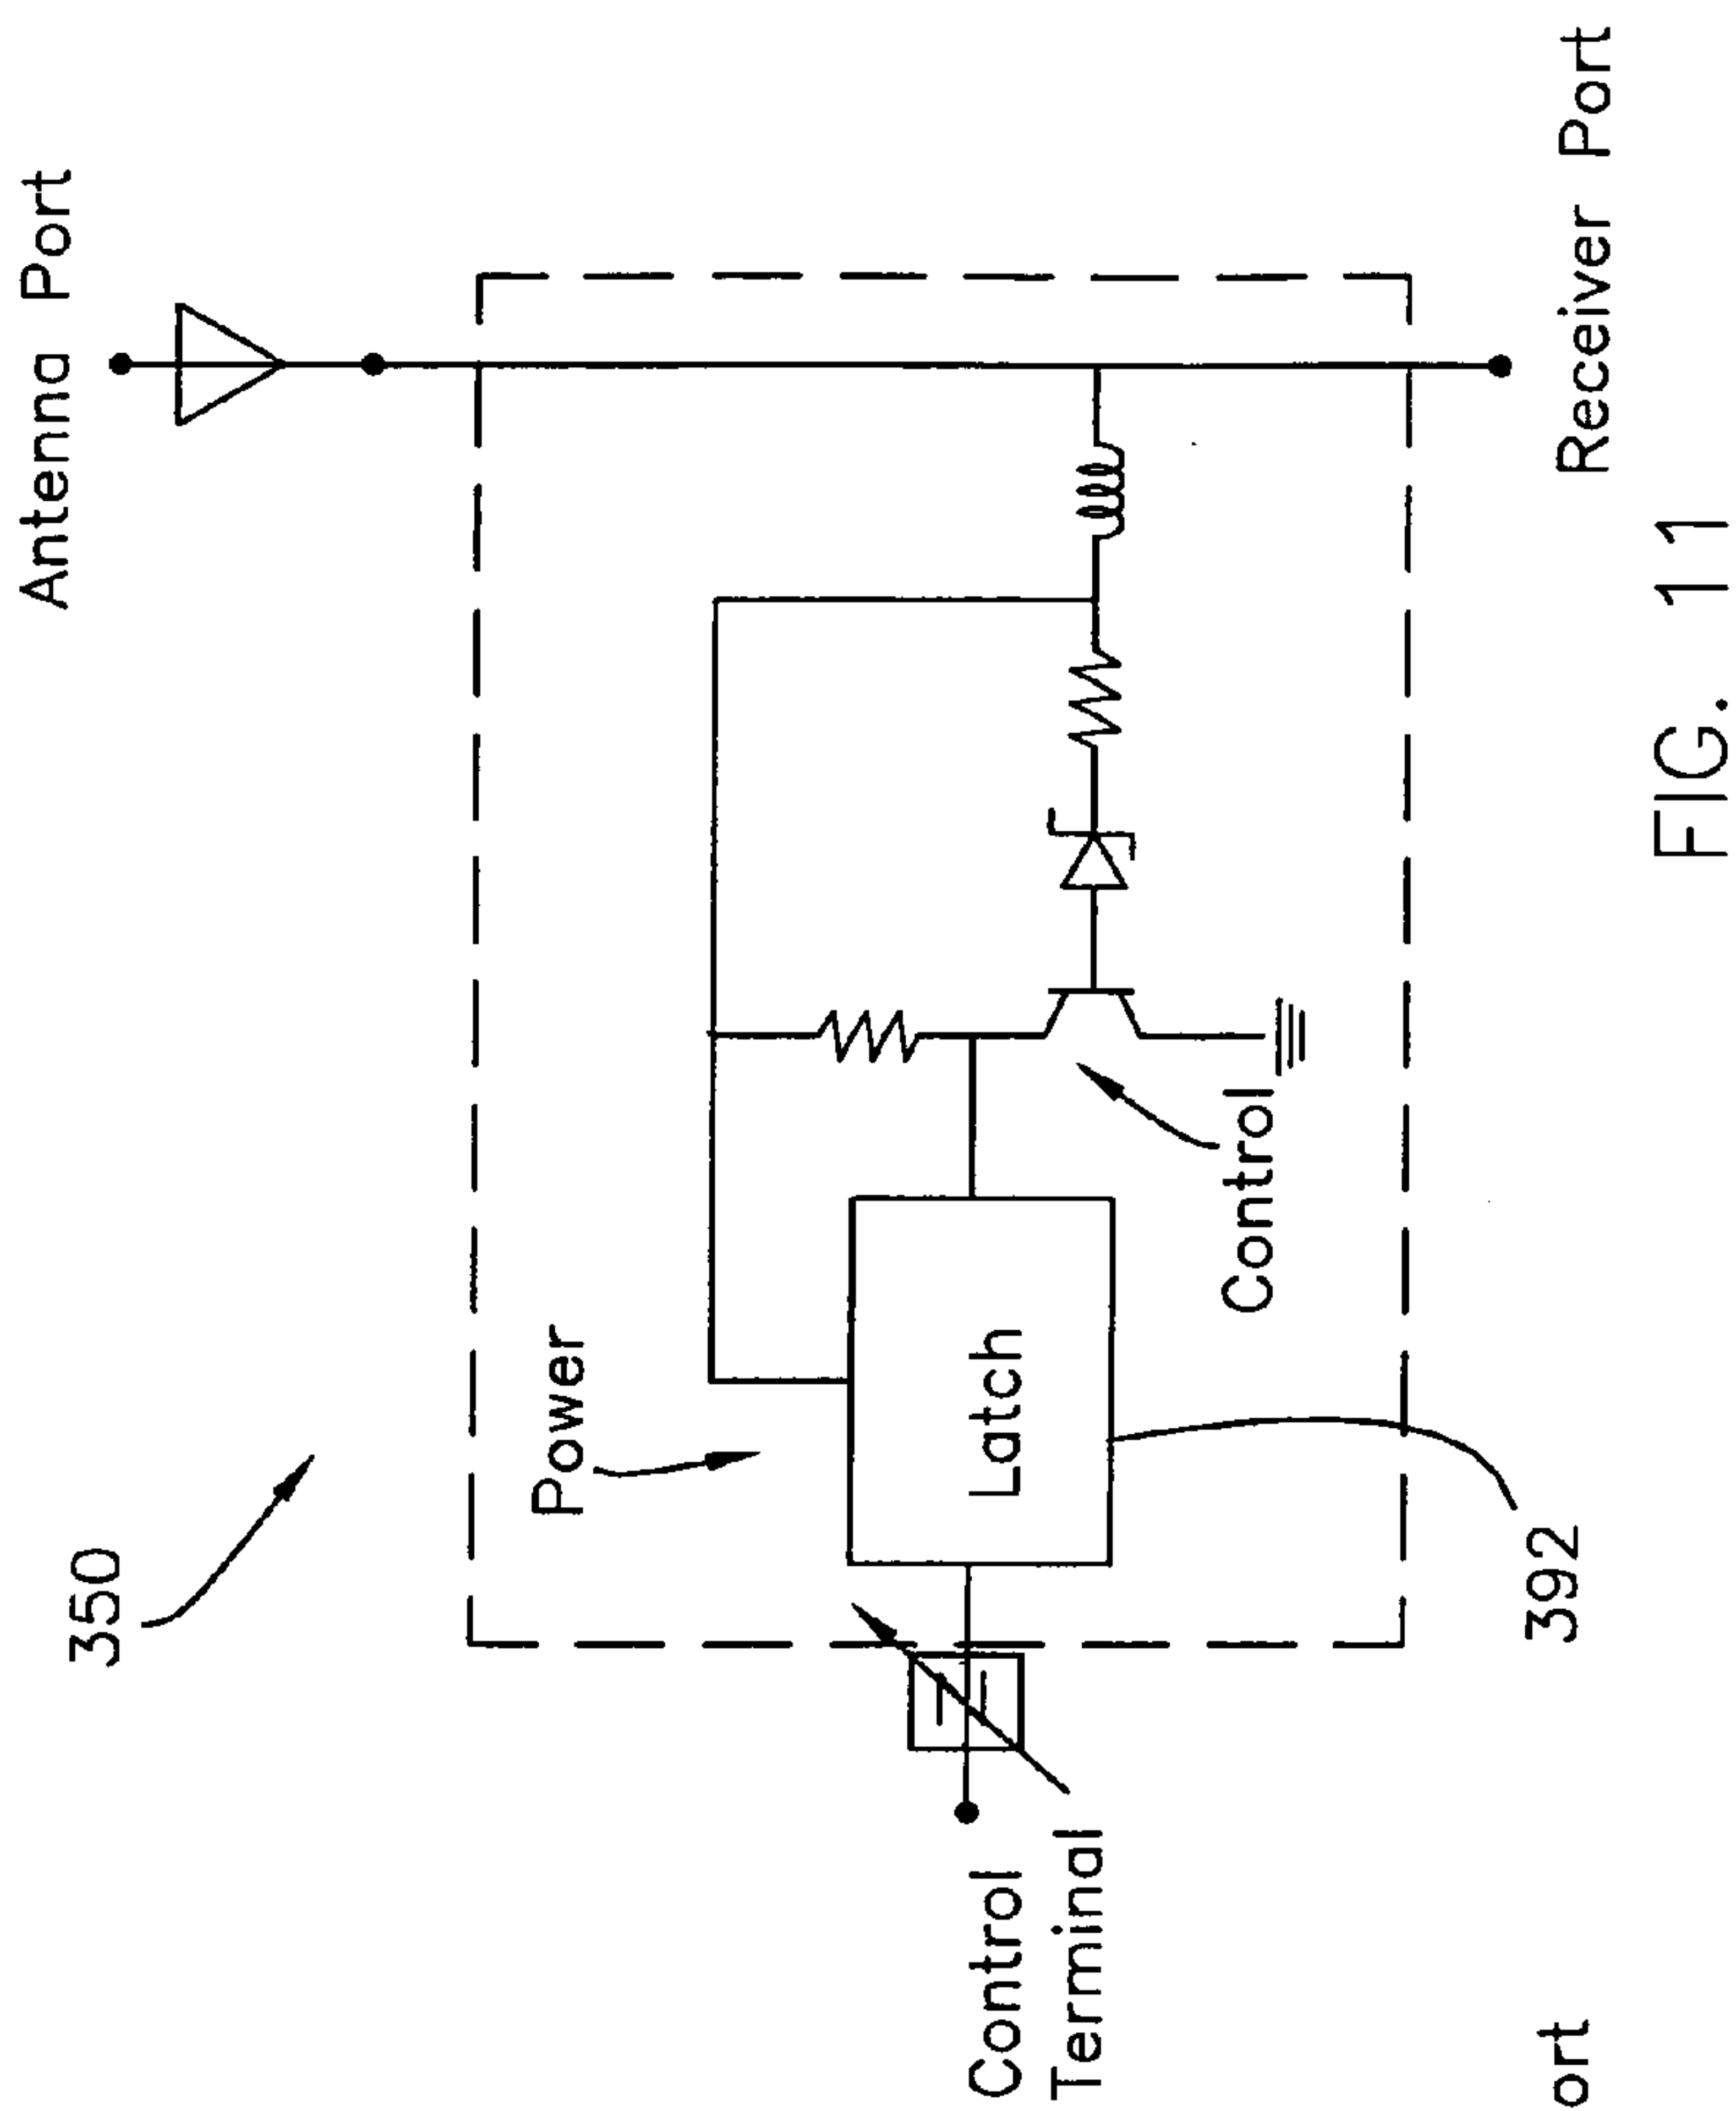 Antenna Port
350
Power
Latch
Control
Control
Terminal
392
Receiver Port
ort
FIG. 11